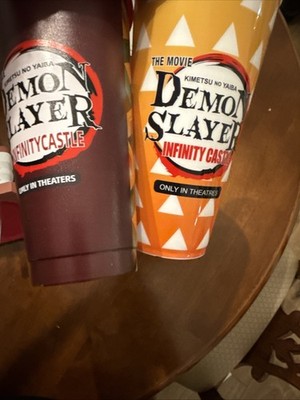 KIMETSU NO YAIBA
DEMON
SLAYER
INFINITY CASTLE
ONLY IN THEATERS
THE MOVIE
KIMETSU NO YAIBA
DEMON
SLAYER
INFINITY CASTLE
ONLY IN THEATRES